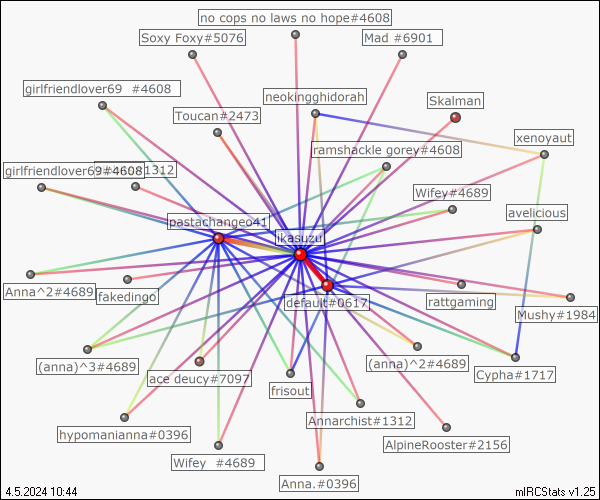 no cops no laws no hope#4608
Soxy Foxy#5076
Mad #6901
girlfriendlover69 #4608
neokingghidorah
Skalman
Toucan#2473
xenoyaut
ramshackle gorey#4608
girlfriendlover69#4608
1312
Wifey#4689
avelicious
pastachangeo41
ikasuzu
Anna^2#4689
fakedingo
default#0617
rattgaming
Mushy#1984
(anna)^3#4689
(anna)^2#4689
ace deucy#7097
Cypha#1717
frisout
Annarchist#1312
hypomanianna#0396
AlpineRooster#2156
Wifey #4689
Anna.#0396
4.5.2024 10:44
mIRCStats v1.25